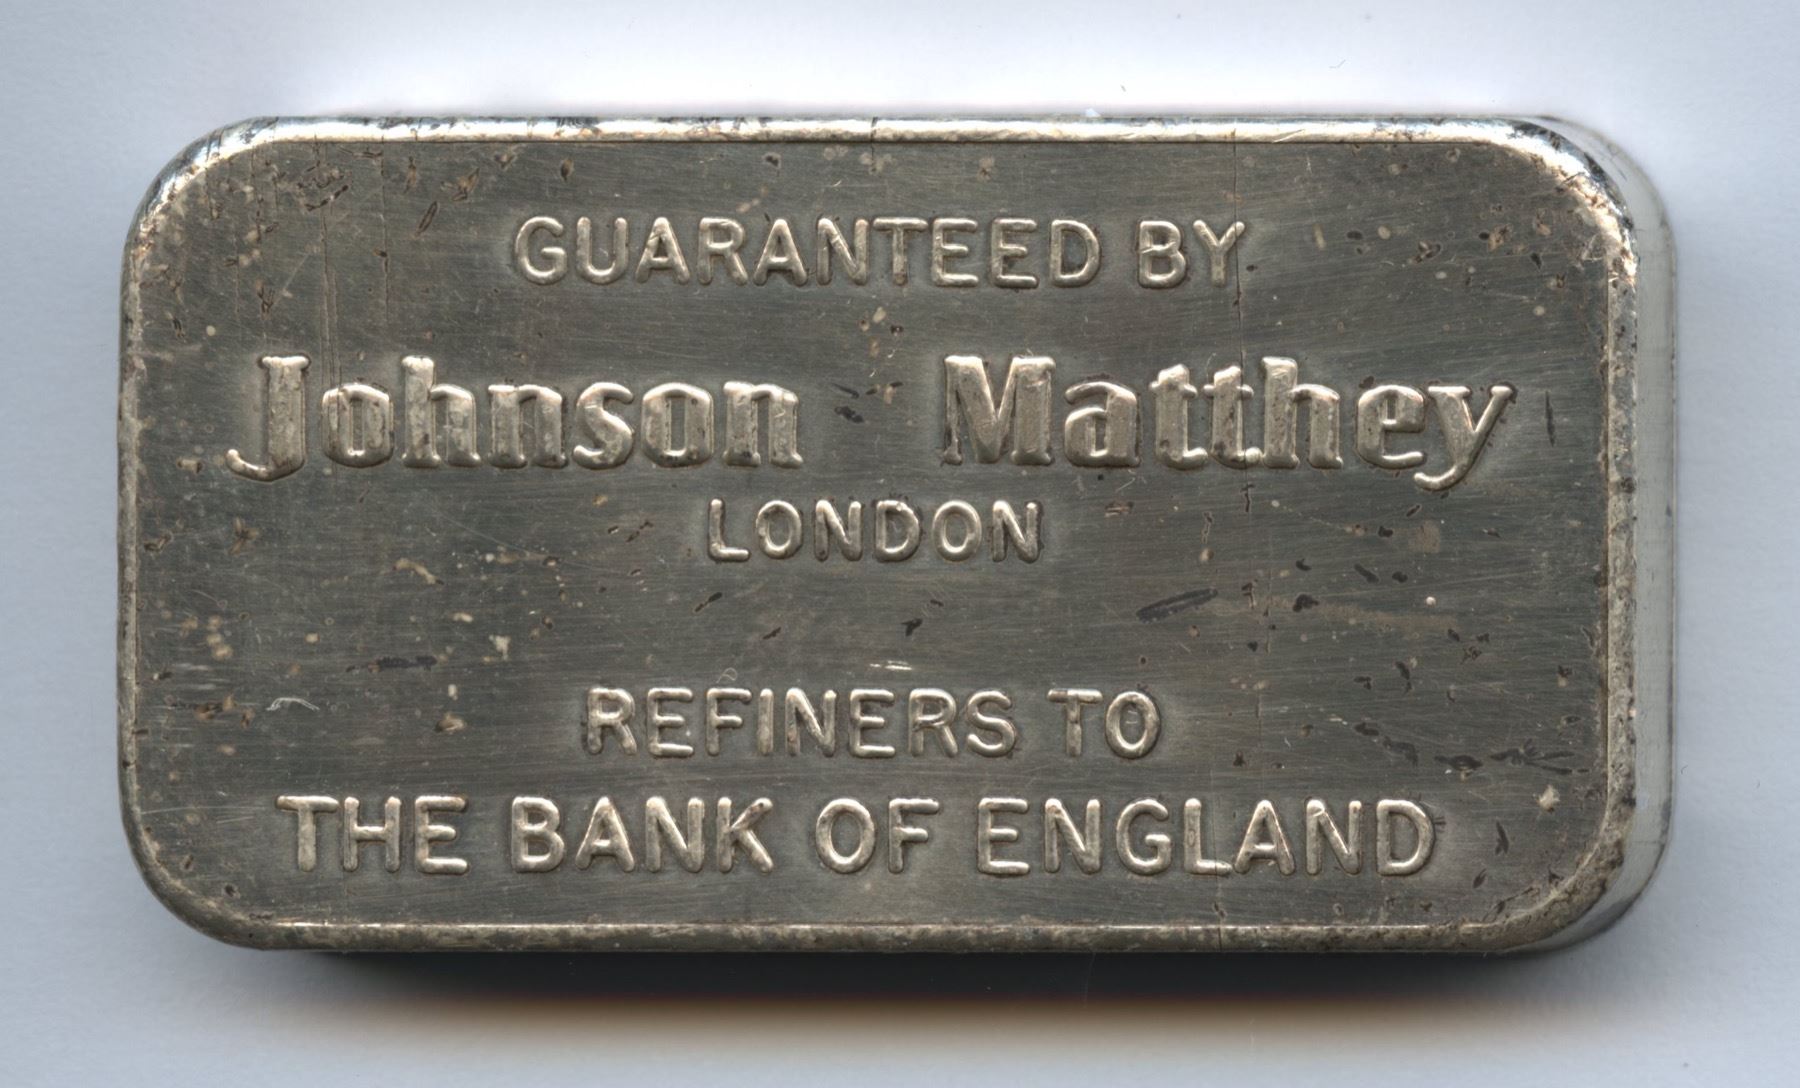 GUARANTEED BY
Johnson Matthey
LONDON
REFINERS TO
THE BANK OF ENGLAND